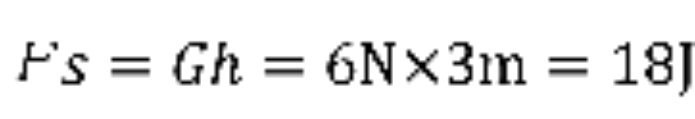 Fs = Gh = 6N×3m = 18J